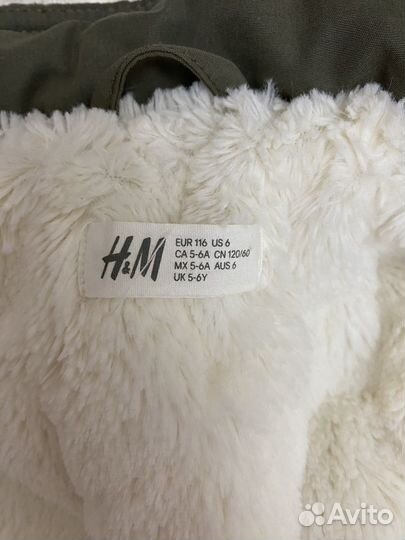 H&M
EUR 116 US 6
CA 5-6A CN 120/60
MX 5-6A AUS 6
UK 5-6Y
Avito